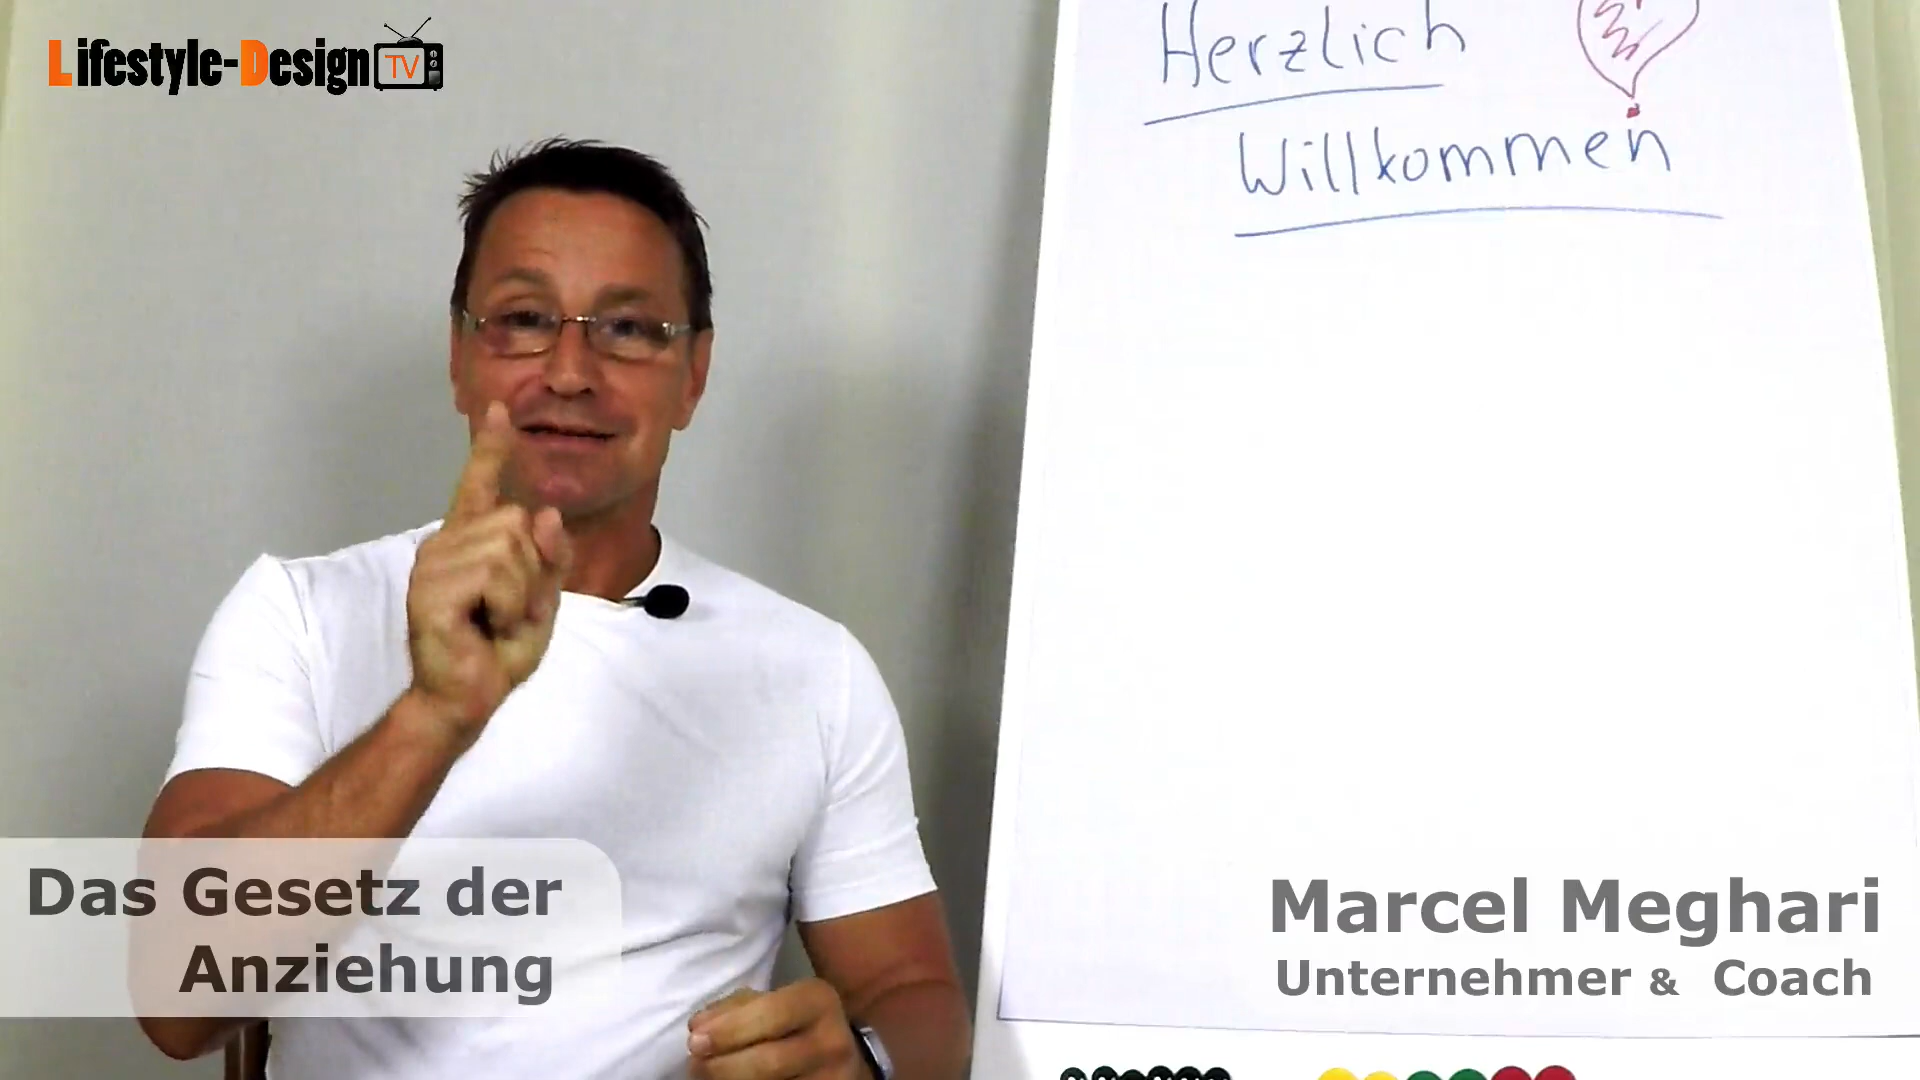 Lifestyle-Design TV
Herzlich
Willkommen
Das Gesetz der
Anziehung
Marcel Meghari
Unternehmer & Coach